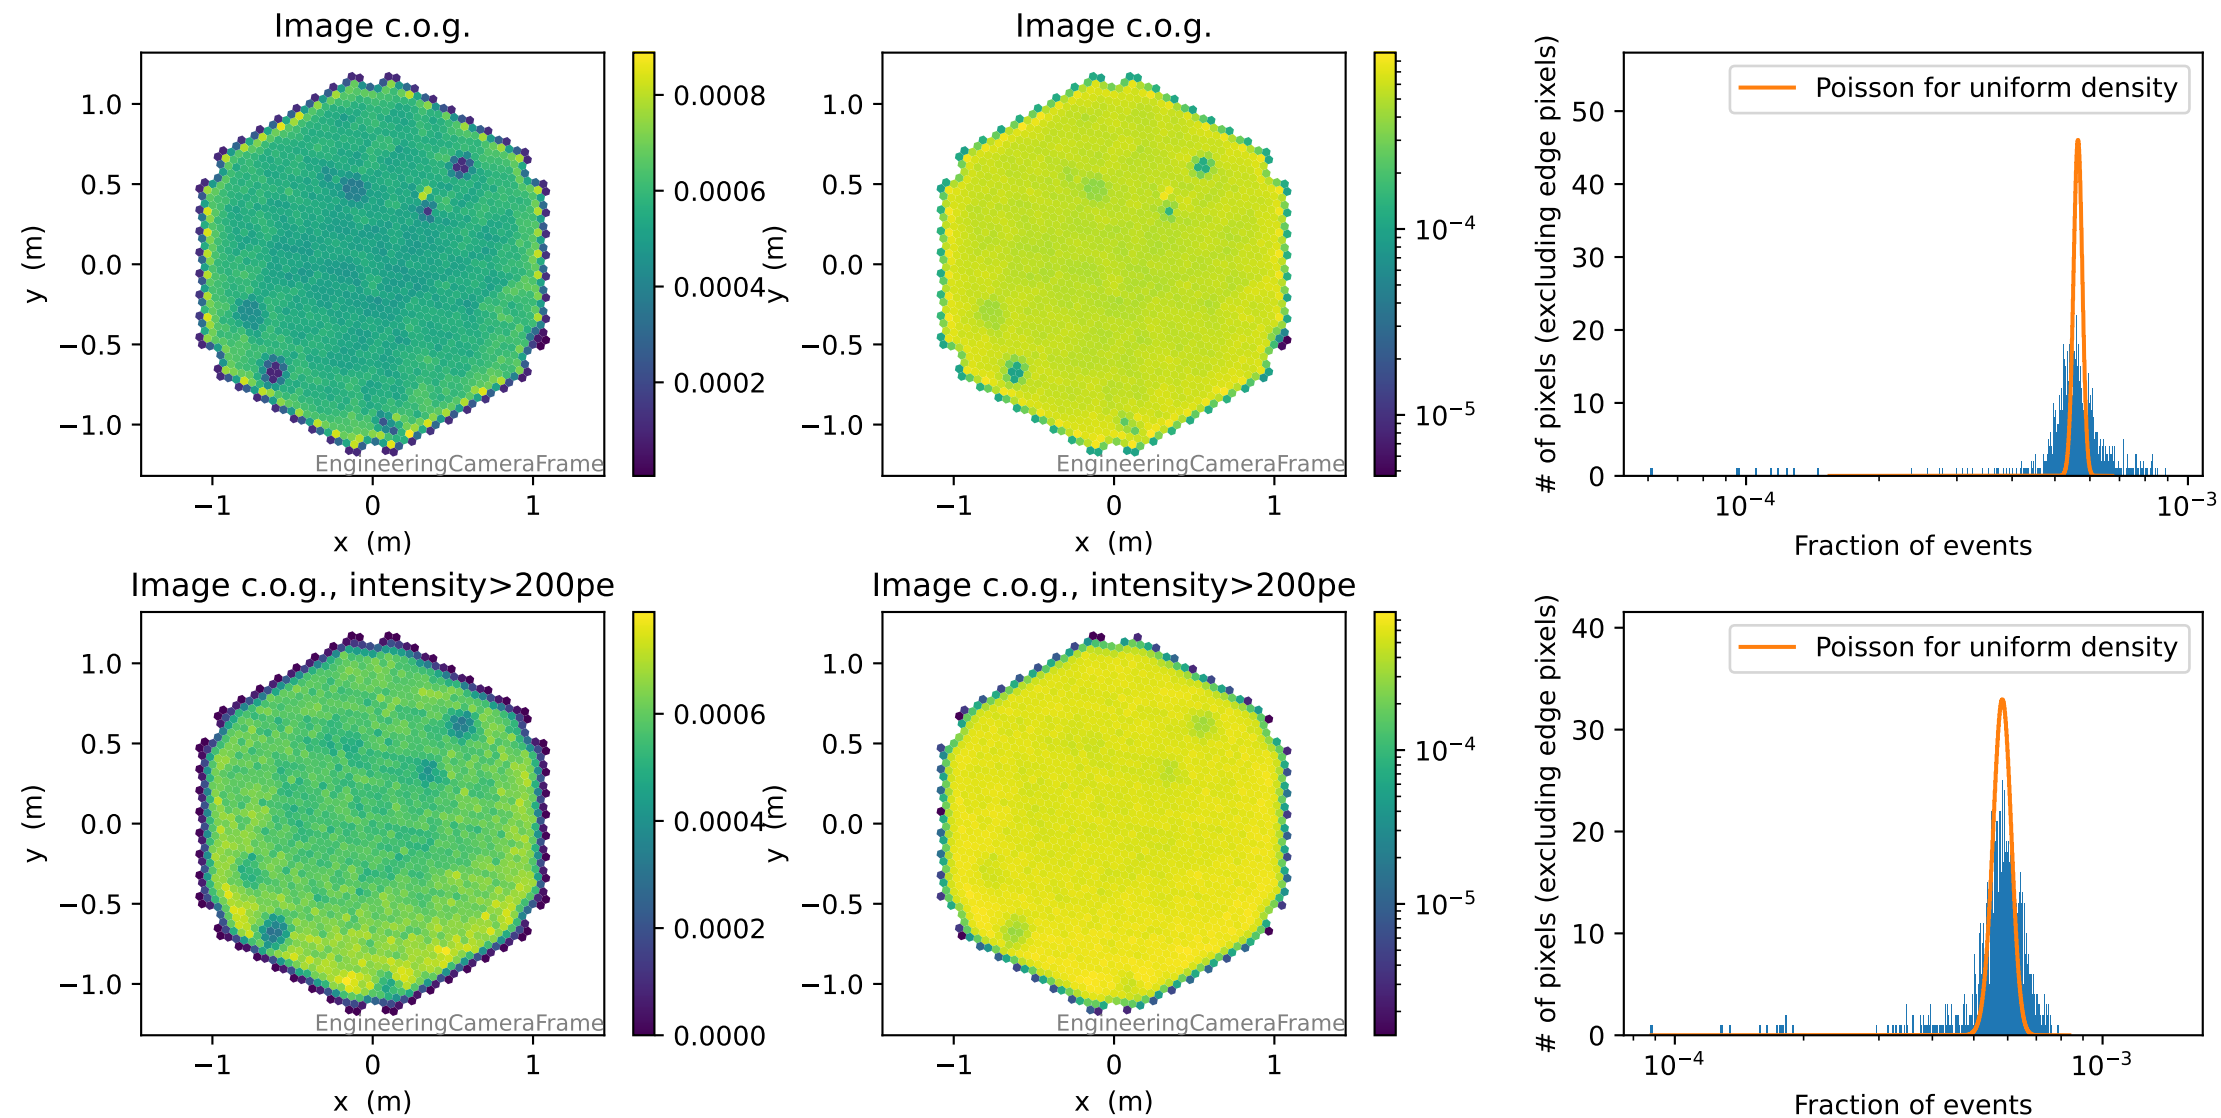 Image c.o.g.
1.0
0.5
0.0
−0.5
−1.0
y (m)
−1
0
1
x (m)
EngineeringCameraFrame
0.0008
0.0006
0.0004
0.0002
Image c.o.g.
1.0
0.5
0.0
−0.5
−1.0
y (m)
−1
0
1
x (m)
EngineeringCameraFrame
10⁻⁴
10⁻⁵
Poisson for uniform density
50
40
30
20
10
0
# of pixels (excluding edge pixels)
10⁻⁴
10⁻³
Fraction of events
Image c.o.g., intensity>200pe
1.0
0.5
0.0
−0.5
−1.0
y (m)
−1
0
1
x (m)
EngineeringCameraFrame
0.0006
0.0004
0.0002
0.0000
Image c.o.g., intensity>200pe
1.0
0.5
0.0
−0.5
−1.0
y (m)
−1
0
1
x (m)
EngineeringCameraFrame
10⁻⁴
10⁻⁵
Poisson for uniform density
40
30
20
10
0
# of pixels (excluding edge pixels)
10⁻⁴
10⁻³
Fraction of events